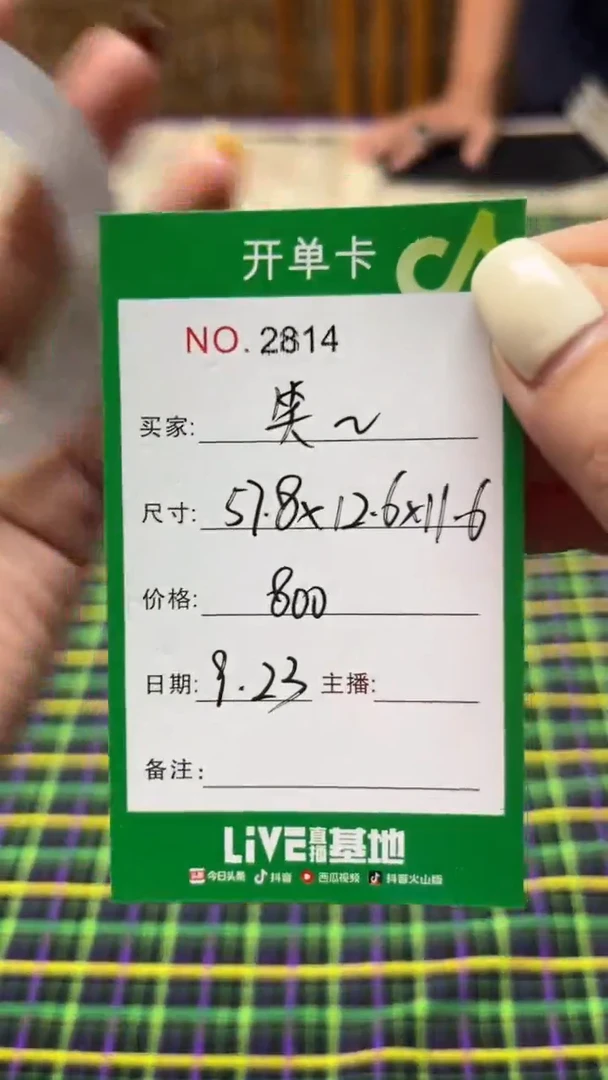 开单卡
NO.2814
买家: 类~
尺寸: 57.8x12.6x11.6
价格: 800
日期: 9.23 主播:
备注:
LiVE直播基地
今日头条 抖音 西瓜视频 抖音火山版